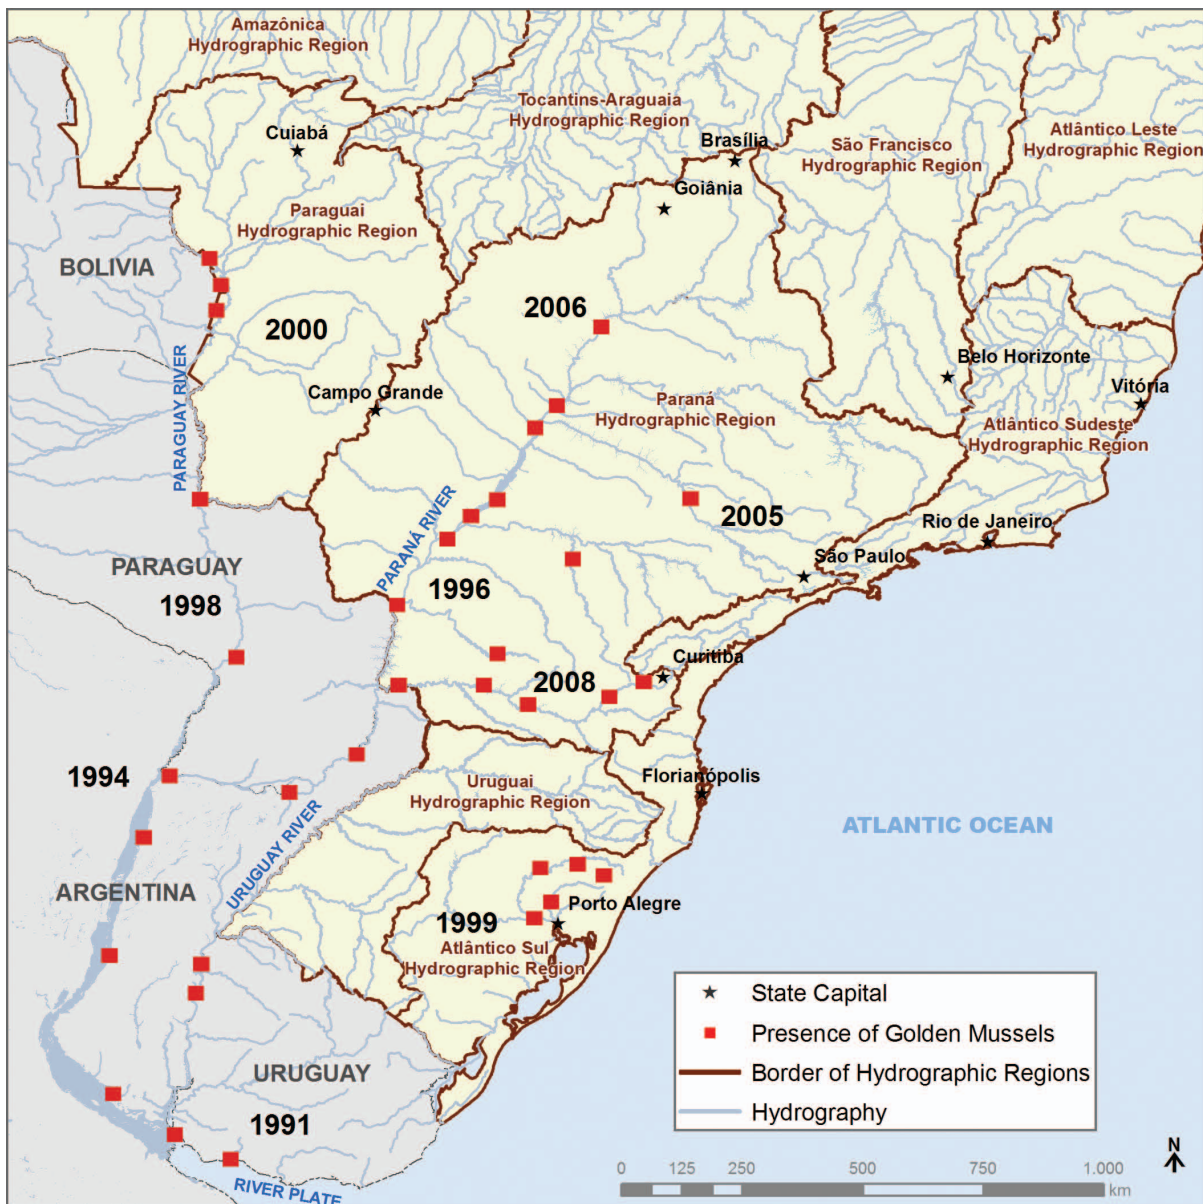 Amazônica
Hydrographic Region
Tocantins-Araguaia
Hydrographic Region
Cuiabá
Brasília
São Francisco
Hydrographic Region
Atlântico Leste
Hydrographic Region
Goiânia
Paraguai
Hydrographic Region
BOLIVIA
2000
2006
Belo Horizonte
Vitória
PARAGUAY RIVER
Campo Grande
Paraná
Hydrographic Region
Atlântico Sudeste
Hydrographic Region
PARANÁ RIVER
2005
Rio de Janeiro
São Paulo
PARAGUAY
1998
1996
Curitiba
2008
1994
Florianópolis
Uruguai
Hydrographic Region
URUGUAY RIVER
ATLANTIC OCEAN
ARGENTINA
1999
Porto Alegre
Atlântico Sul
Hydrographic Region
State Capital
Presence of Golden Mussels
Border of Hydrographic Regions
Hydrography
URUGUAY
1991
RIVER PLATE
N
0 125 250 500 750 1.000
km